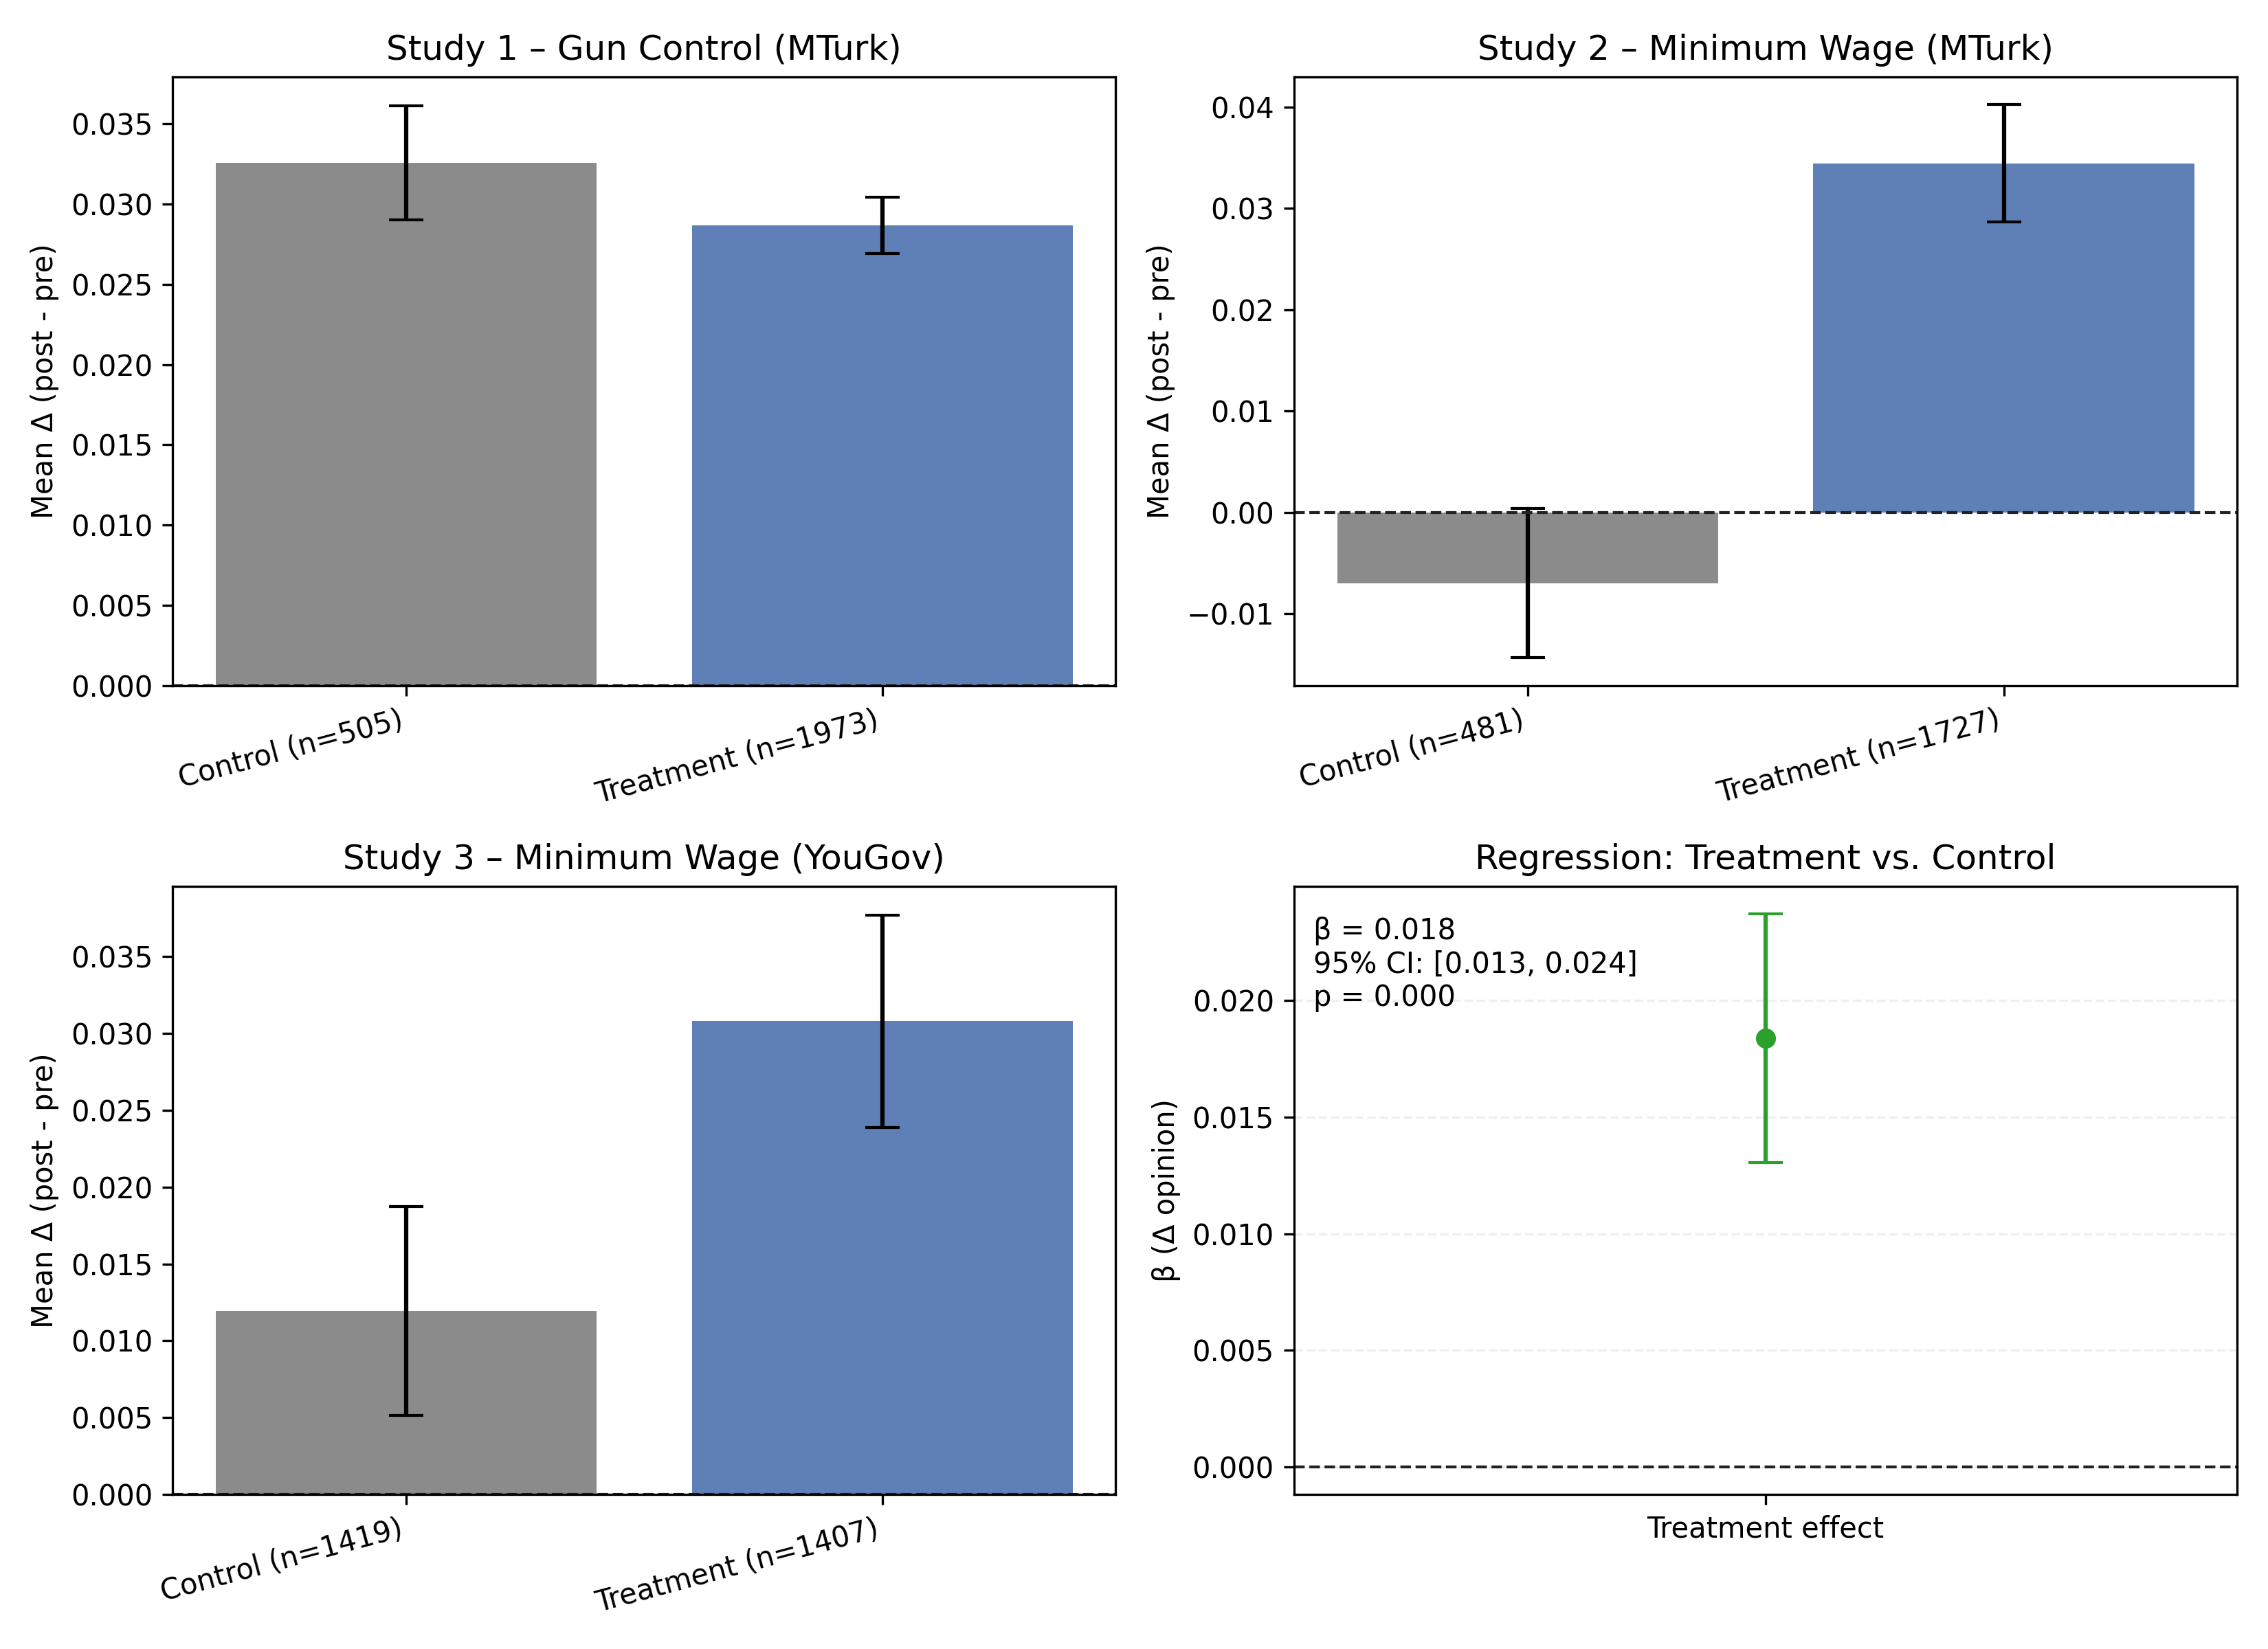 Study 1 – Gun Control (MTurk)
Mean Δ (post - pre)
0.035
0.030
0.025
0.020
0.015
0.010
0.005
0.000
Control (n=505)
Treatment (n=1973)
Study 2 – Minimum Wage (MTurk)
Mean Δ (post - pre)
0.04
0.03
0.02
0.01
0.00
−0.01
Control (n=481)
Treatment (n=1727)
Study 3 – Minimum Wage (YouGov)
Mean Δ (post - pre)
0.035
0.030
0.025
0.020
0.015
0.010
0.005
0.000
Control (n=1419)
Treatment (n=1407)
Regression: Treatment vs. Control
β (Δ opinion)
β = 0.018
95% CI: [0.013, 0.024]
p = 0.000
0.020
0.015
0.010
0.005
0.000
Treatment effect